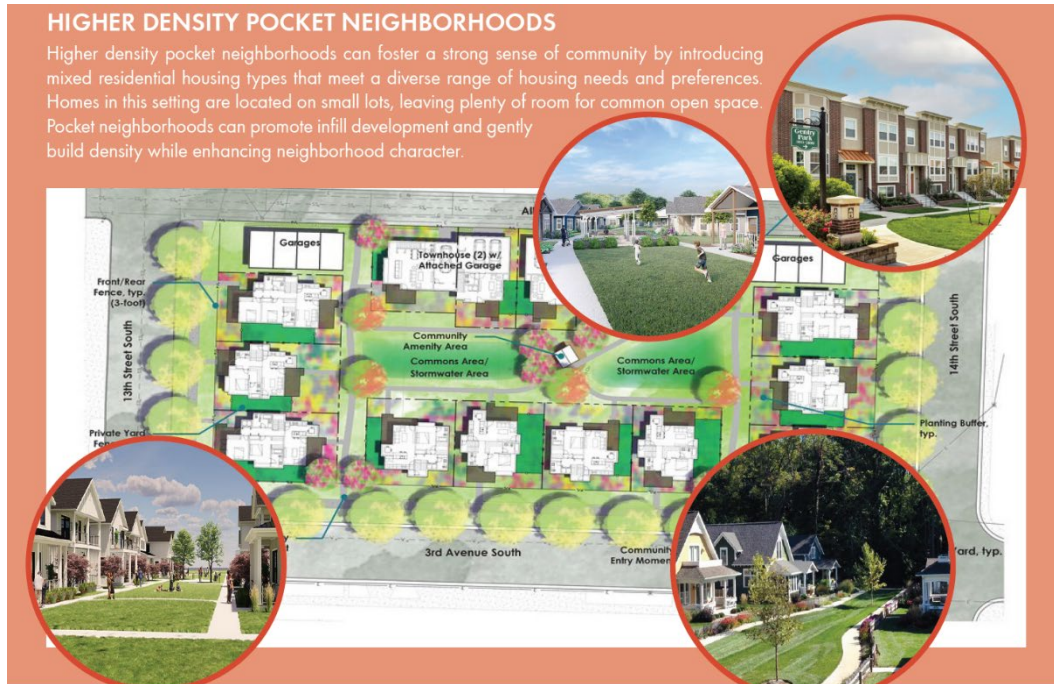 HIGHER DENSITY POCKET NEIGHBORHOODS
Higher density pocket neighborhoods can foster a strong sense of community by introducing
mixed residential housing types that meet a diverse range of housing needs and preferences.
Homes in this setting are located on small lots, leaving plenty of room for common open space.
Pocket neighborhoods can promote infill development and gently
build density while enhancing neighborhood character.
Gentry
Park
Garages
Townhouse (2) w/
Attached Garage
Garages
Front/Rear
Fence, typ.
(3-foot)
13th Street South
14th Street South
Community
Amenity Area
Commons Area/
Stormwater Area
Commons Area/
Stormwater Area
Private Yard
Planting Buffer,
typ.
3rd Avenue South
Community
Entry
Yard, typ.